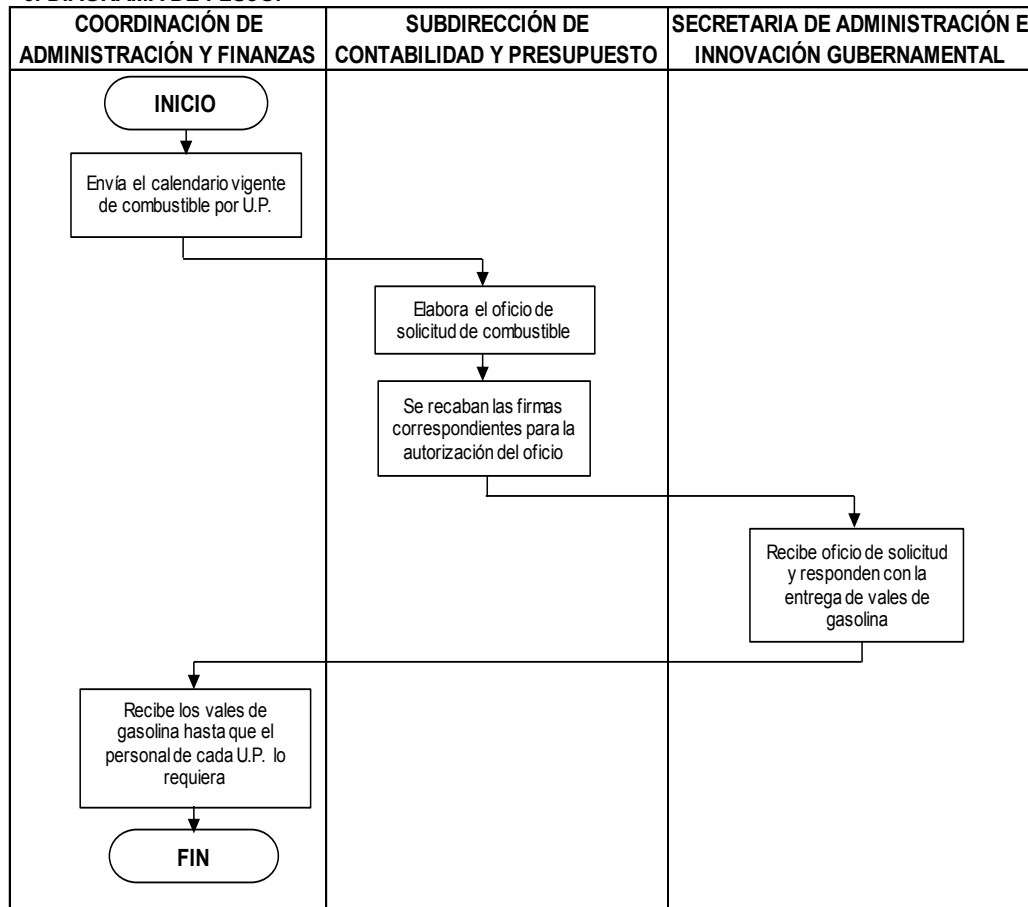 COORDINACIÓN DE
ADMINISTRACIÓN Y FINANZAS
SUBDIRECCIÓN DE
CONTABILIDAD Y PRESUPUESTO
SECRETARIA DE ADMINISTRACIÓN E
INNOVACIÓN GUBERNAMENTAL
INICIO
Envía el calendario vigente
de combustible por U.P.
Elabora el oficio de
solicitud de combustible
Se recaban las firmas
correspondientes para la
autorización del oficio
Recibe oficio de solicitud
y responden con la
entrega de vales de
gasolina
Recibe los vales de
gasolina hasta que el
personal de cada U.P. lo
requiera
FIN